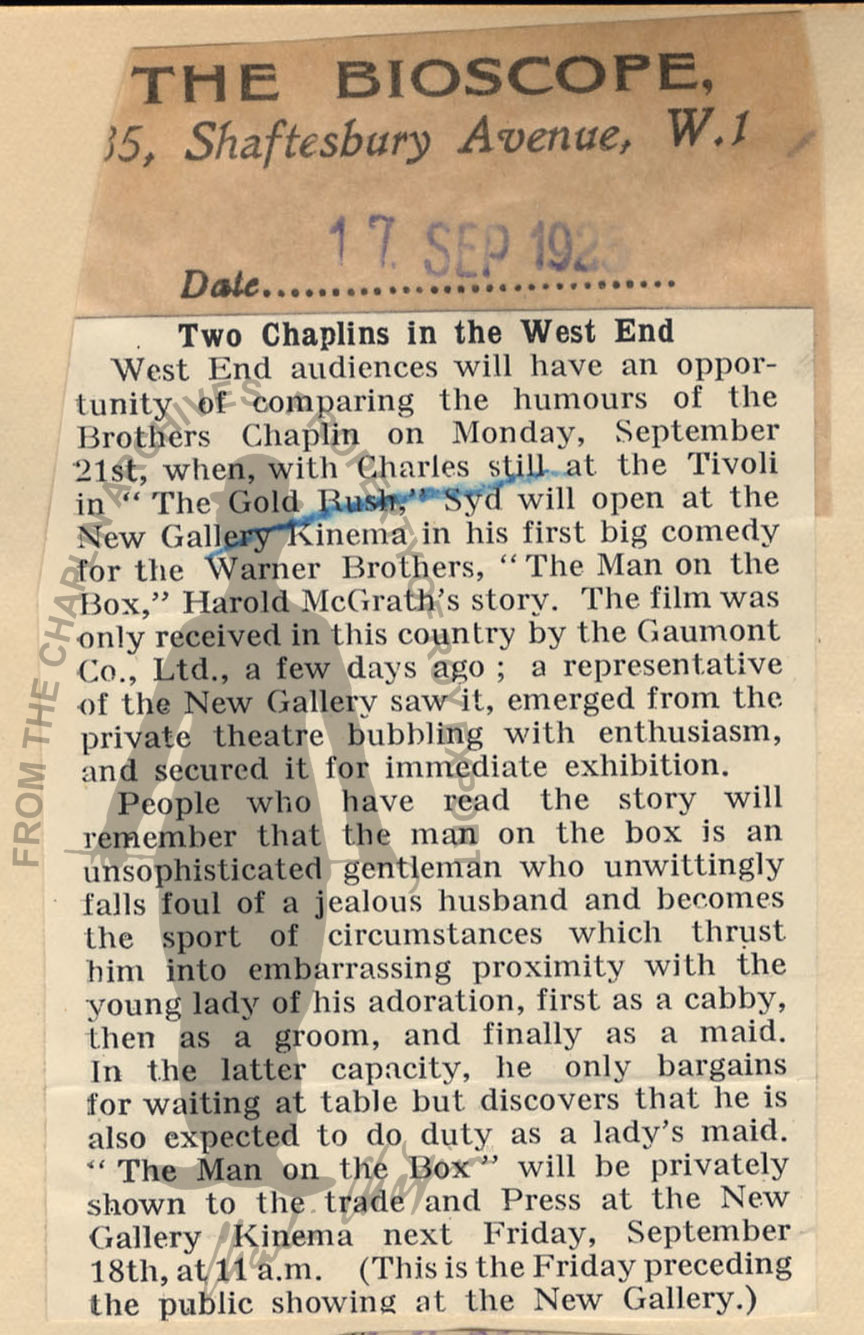 THE BIOSCOPE,
35, Shaftesbury Avenue, W.1
17 SEP 1925
Date
Two Chaplins in the West End
West End audiences will have an oppor-
tunity of comparing the humours of the
Brothers Chaplin on Monday, September
21st, when, with Charles still at the Tivoli
in “ The Gold Rush,” Syd will open at the
New Gallery Kinema in his first big comedy
for the Warner Brothers, “ The Man on the
Box,” Harold McGrath’s story. The film was
only received in this country by the Gaumont
Co., Ltd., a few days ago ; a representative
of the New Gallery saw it, emerged from the
private theatre bubbling with enthusiasm,
and secured it for immediate exhibition.
People who have read the story will
remember that the man on the box is an
unsophisticated gentleman who unwittingly
falls foul of a jealous husband and becomes
the sport of circumstances which thrust
him into embarrassing proximity with the
young lady of his adoration, first as a cabby,
then as a groom, and finally as a maid.
In the latter capacity, he only bargains
for waiting at table but discovers that he is
also expected to do duty as a lady’s maid.
“ The Man on the Box ” will be privately
shown to the trade and Press at the New
Gallery Kinema next Friday, September
18th, at 11 a.m. (This is the Friday preceding
the public showing at the New Gallery.)
FROM THE CHAPLIN ARCHIVES - PROPERTY OF ROY EXPORT